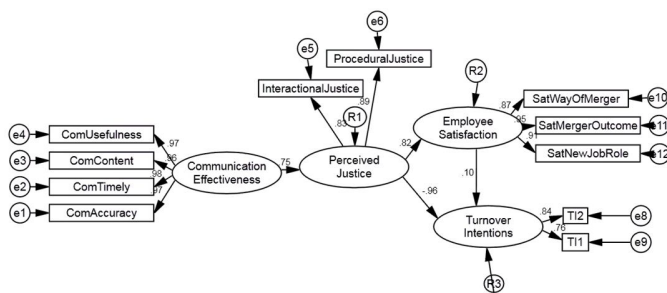 e6
e5
ProceduralJustice
InteractionalJustice
.83
.89
R1
R2
.87
SatWayOfMerger
e10
e4
ComUsefulness
.97
Employee
Satisfaction
.95
SatMergerOutcome
e11
e3
ComContent
.96
.82
.91
SatNewJobRole
e12
Communication
Effectiveness
.75
Perceived
Justice
e2
ComTimely
.98
.97
e1
ComAccuracy
-.96
.10
Turnover
Intentions
.84
TI2
e8
.76
TI1
e9
R3